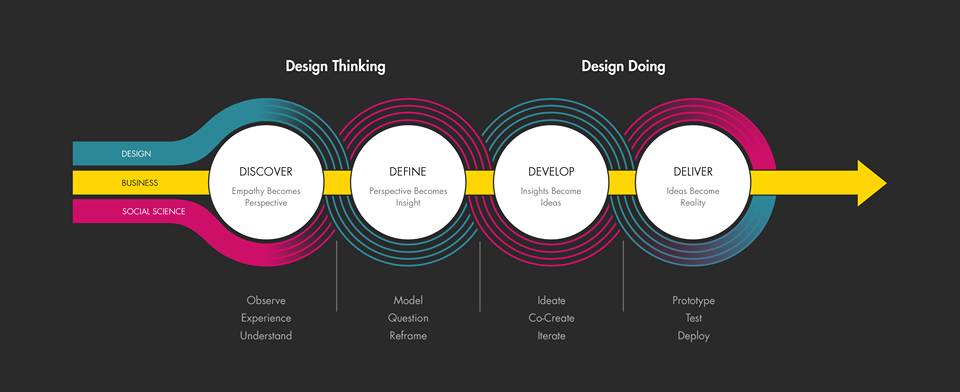 Design Thinking
Design Doing
DESIGN
BUSINESS
SOCIAL SCIENCE
DISCOVER
Empathy Becomes
Perspective
DEFINE
Perspective Becomes
Insight
DEVELOP
Insights Become
Ideas
DELIVER
Ideas Become
Reality
Observe
Experience
Understand
Model
Question
Reframe
Ideate
Co-Create
Iterate
Prototype
Test
Deploy